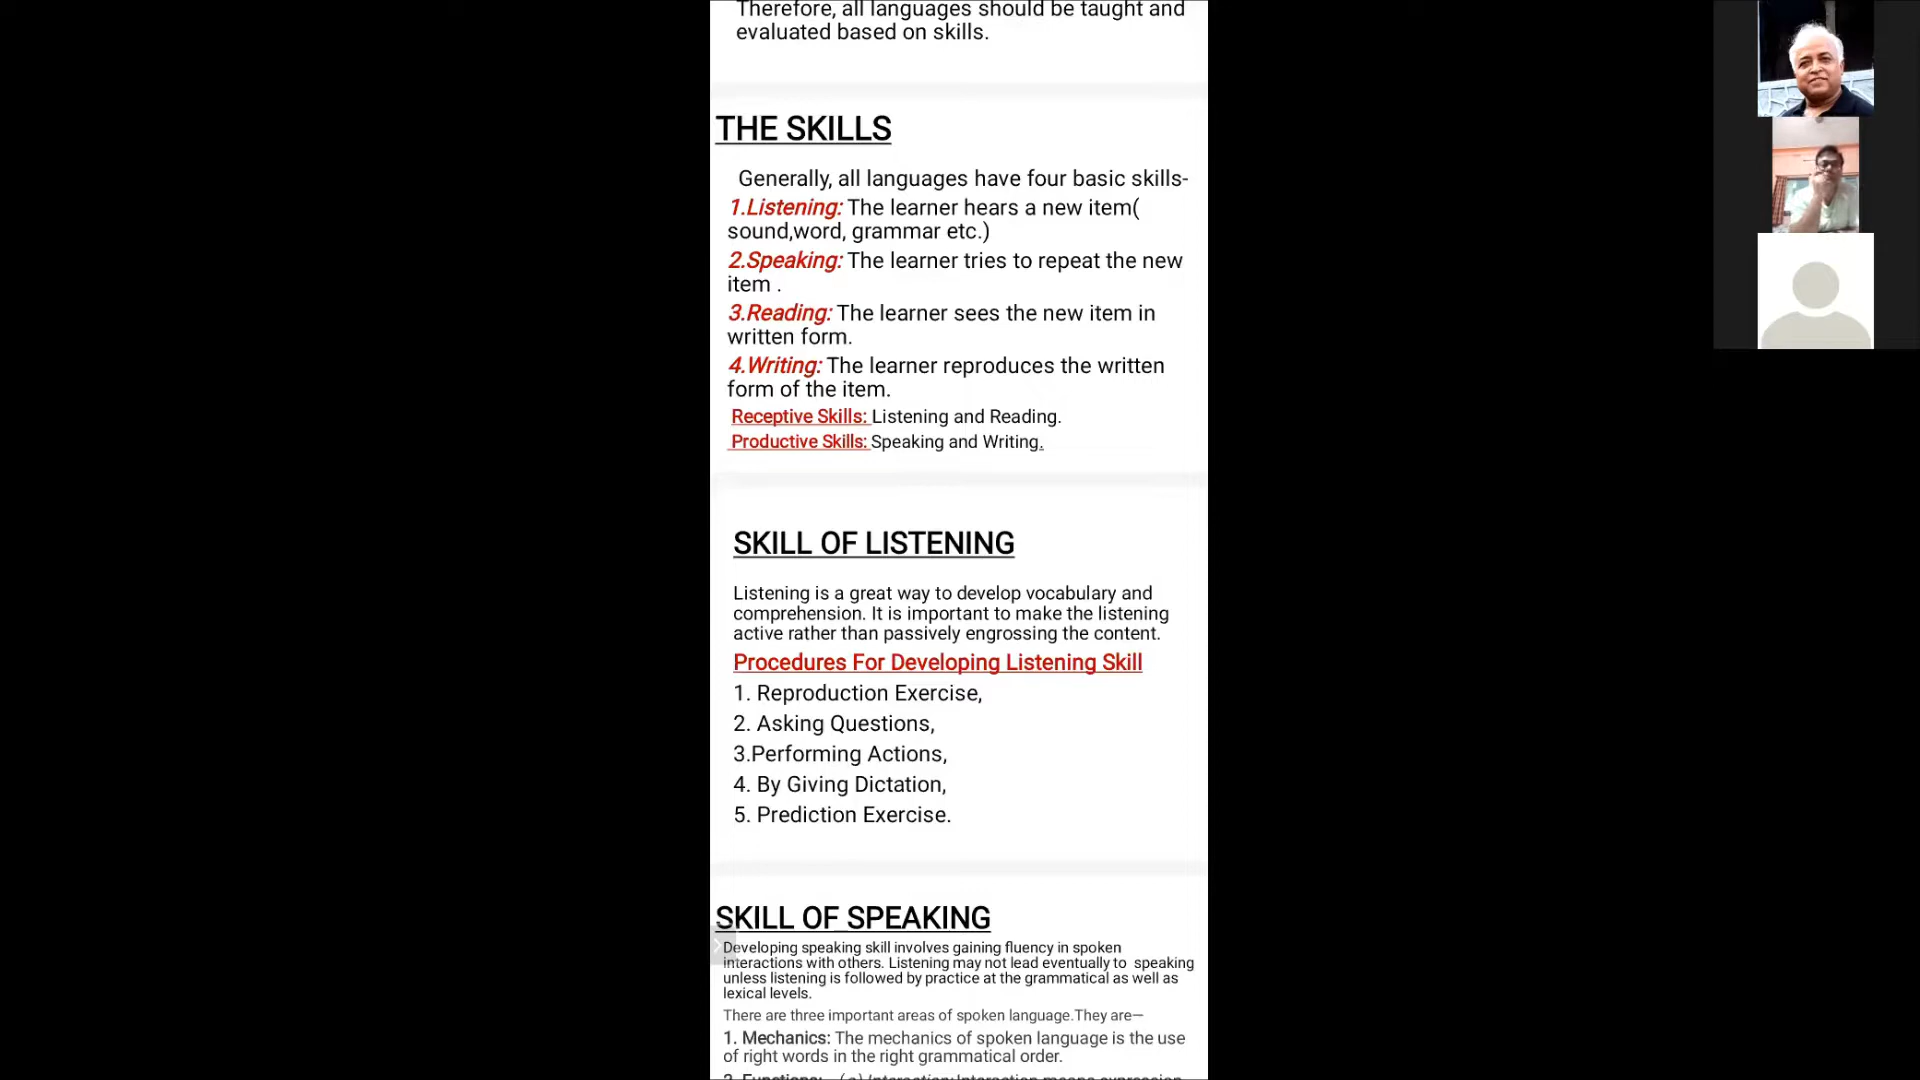 Therefore, all languages should be taught and
evaluated based on skills.
THE SKILLS
Generally, all languages have four basic skills-
1.Listening: The learner hears a new item(
sound,word, grammar etc.)
2.Speaking: The learner tries to repeat the new
item .
3.Reading: The learner sees the new item in
written form.
4.Writing: The learner reproduces the written
form of the item.
Receptive Skills: Listening and Reading.
Productive Skills: Speaking and Writing.
SKILL OF LISTENING
Listening is a great way to develop vocabulary and
comprehension. It is important to make the listening
active rather than passively engrossing the content.
Procedures For Developing Listening Skill
1. Reproduction Exercise,
2. Asking Questions,
3.Performing Actions,
4. By Giving Dictation,
5. Prediction Exercise.
SKILL OF SPEAKING
Developing speaking skill involves gaining fluency in spoken
interactions with others. Listening may not lead eventually to speaking
unless listening is followed by practice at the grammatical as well as
lexical levels.
There are three important areas of spoken language.They are—
1. Mechanics: The mechanics of spoken language is the use
of right words in the right grammatical order.
2. Functions: (a) Interaction: Interaction means expression